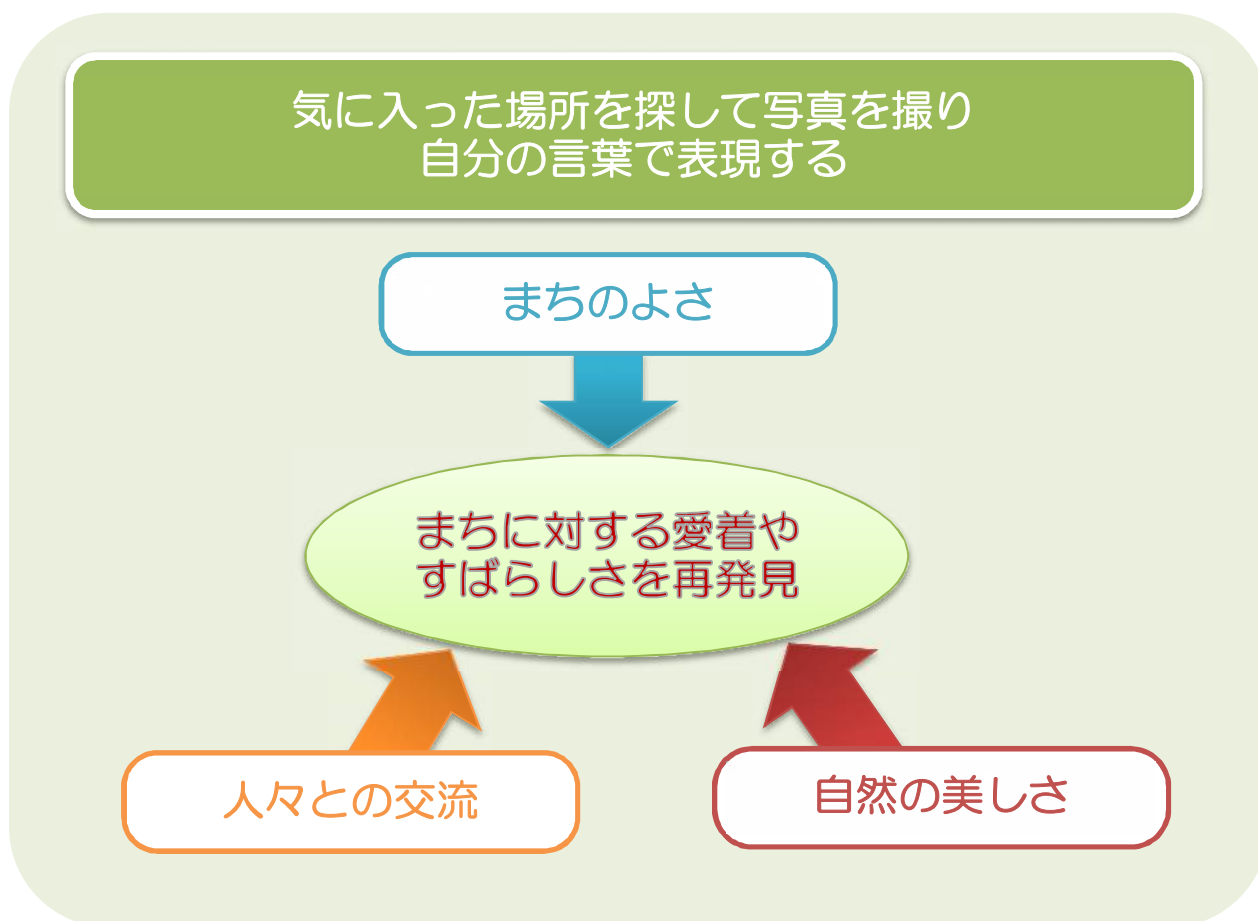 気に入った場所を探して写真を撮り
自分の言葉で表現する
まちのよさ
まちに対する愛着や
すばらしさを再発見
人々との交流
自然の美しさ